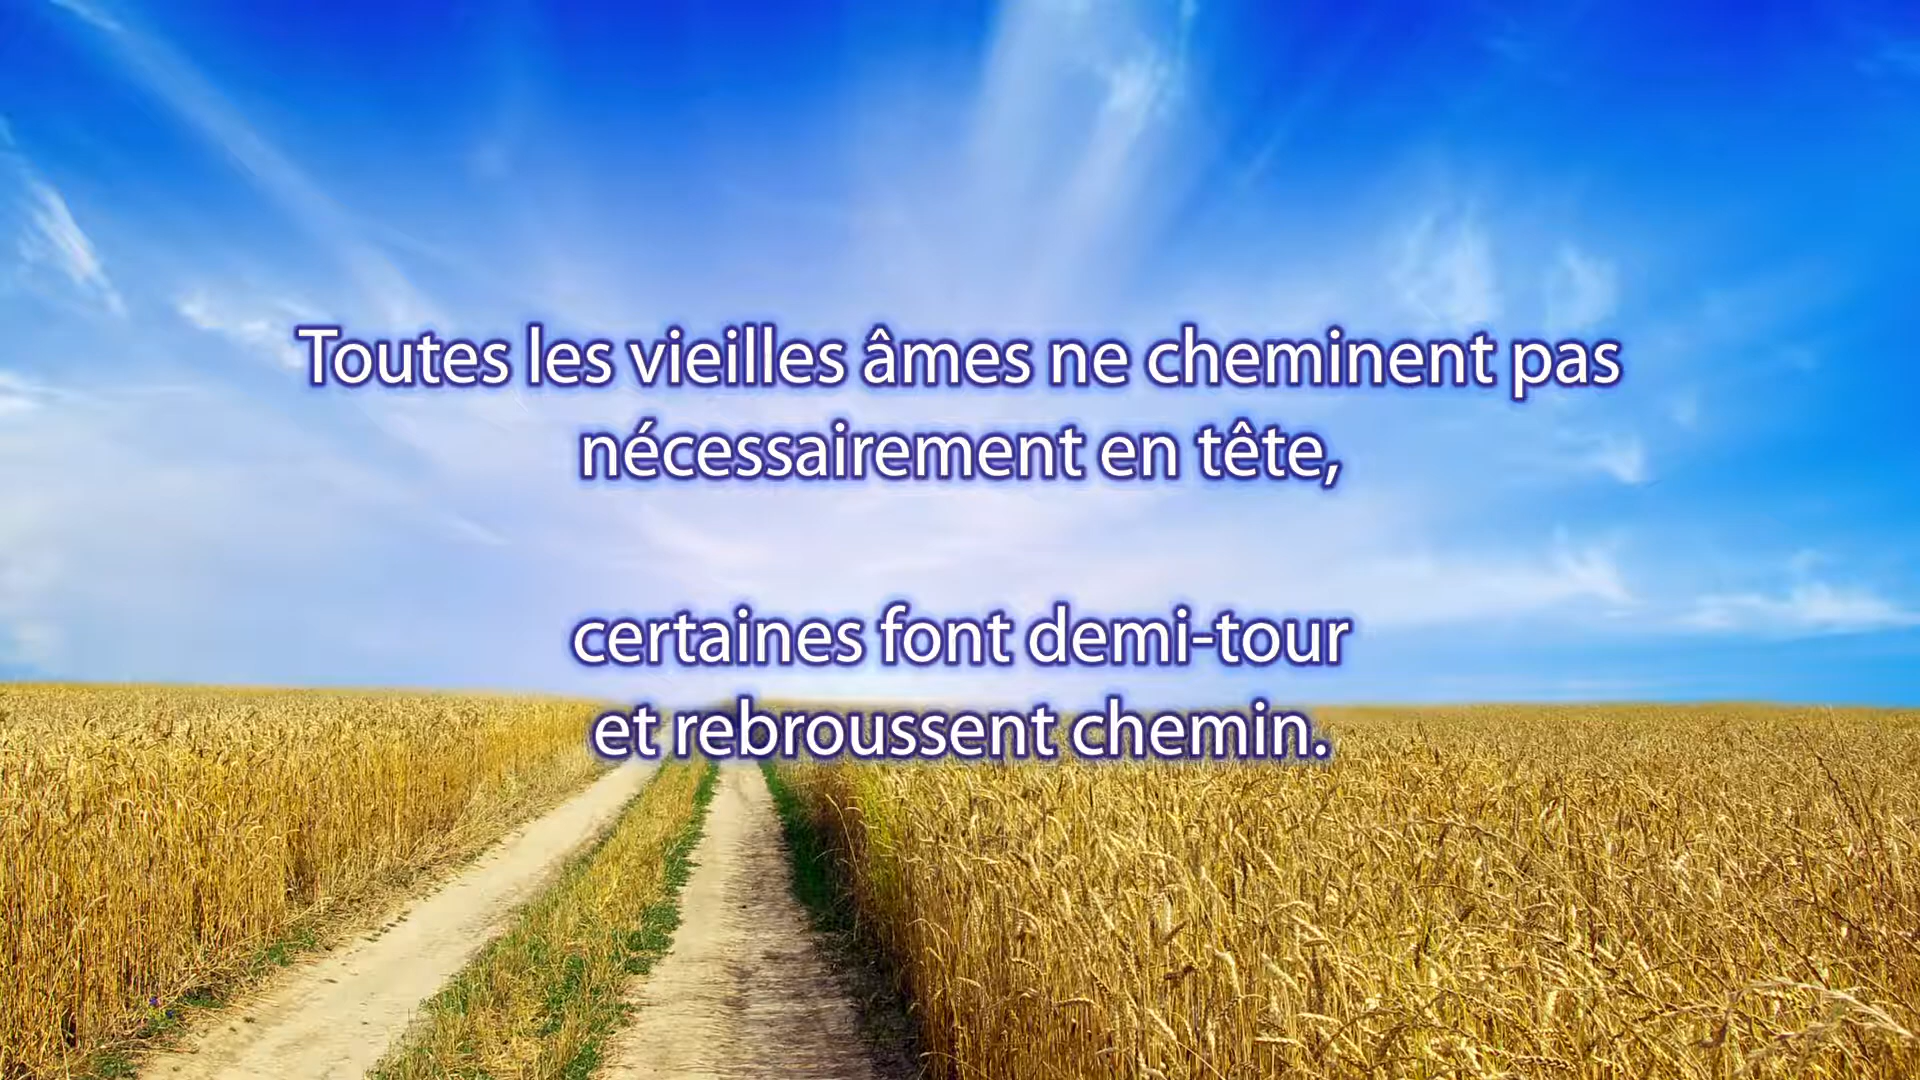 Toutes les vieilles âmes ne cheminent pas
nécessairement en tête,
certaines font demi-tour
et rebroussent chemin.